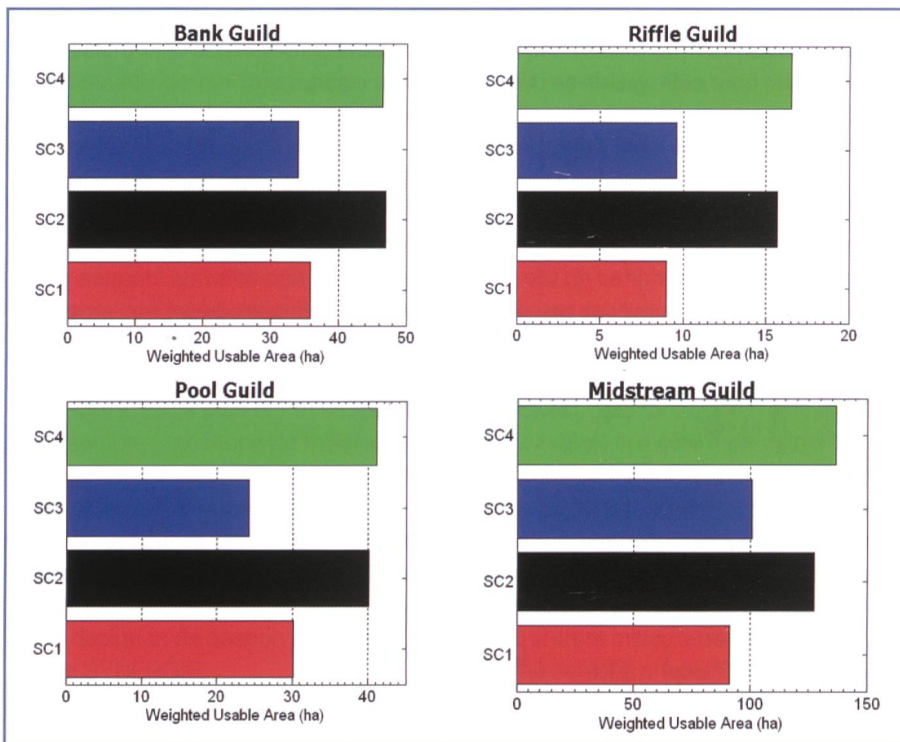 Bank Guild
SC4
SC3
SC2
SC1
0 10 20 30 40 50
Weighted Usable Area (ha)
Riffle Guild
SC4
SC3
SC2
SC1
0 5 10 15 20
Weighted Usable Area (ha)
Pool Guild
SC4
SC3
SC2
SC1
0 10 20 30 40
Weighted Usable Area (ha)
Midstream Guild
SC4
SC3
SC2
SC1
0 50 100 150
Weighted Usable Area (ha)